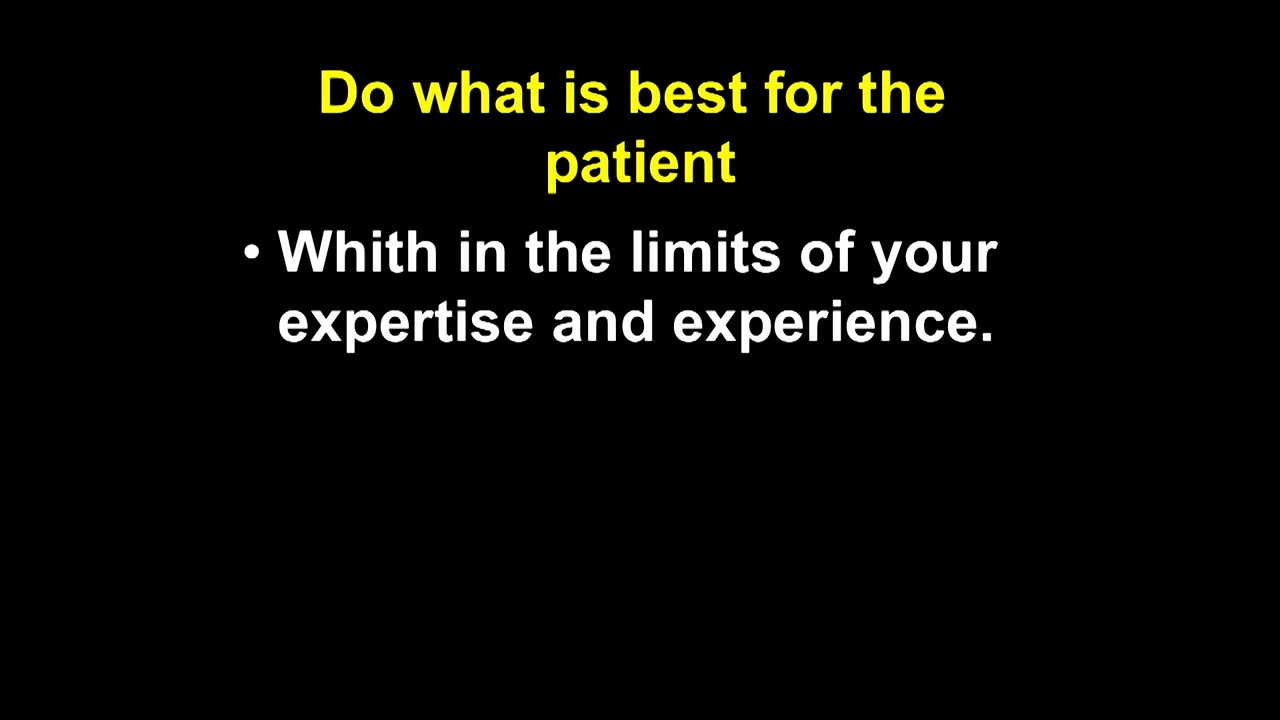 Do what is best for the
patient
• Whith in the limits of your
expertise and experience.